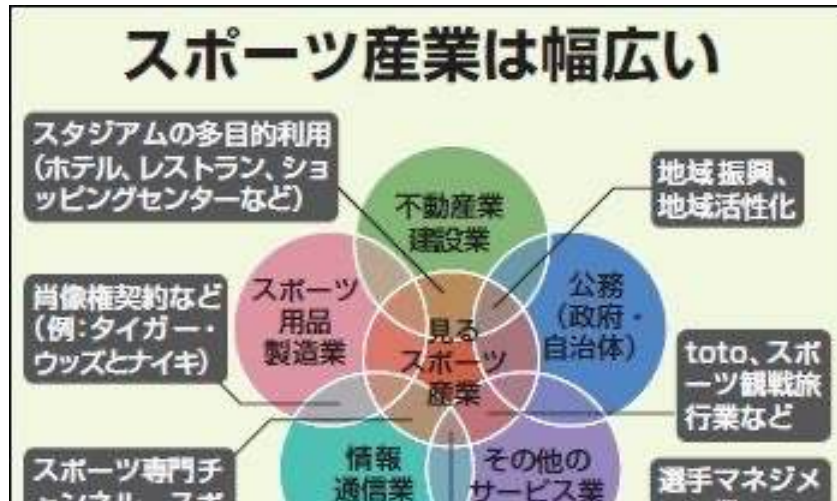 スポーツ産業は幅広い
スタジアムの多目的利用
(ホテル、レストラン、ショ
ッピングセンターなど)
地域振興、
地域活性化
不動産業
建設業
スポーツ
用品
製造業
公務
(政府・
自治体)
肖像権契約など
(例:タイガー・
ウッズとナイキ)
見る
スポーツ
産業
toto、スポ
ーツ観戦旅
行業など
情報
通信業
その他の
サービス業
スポーツ専門チ
ャンネル、スポ
選手マネジメ